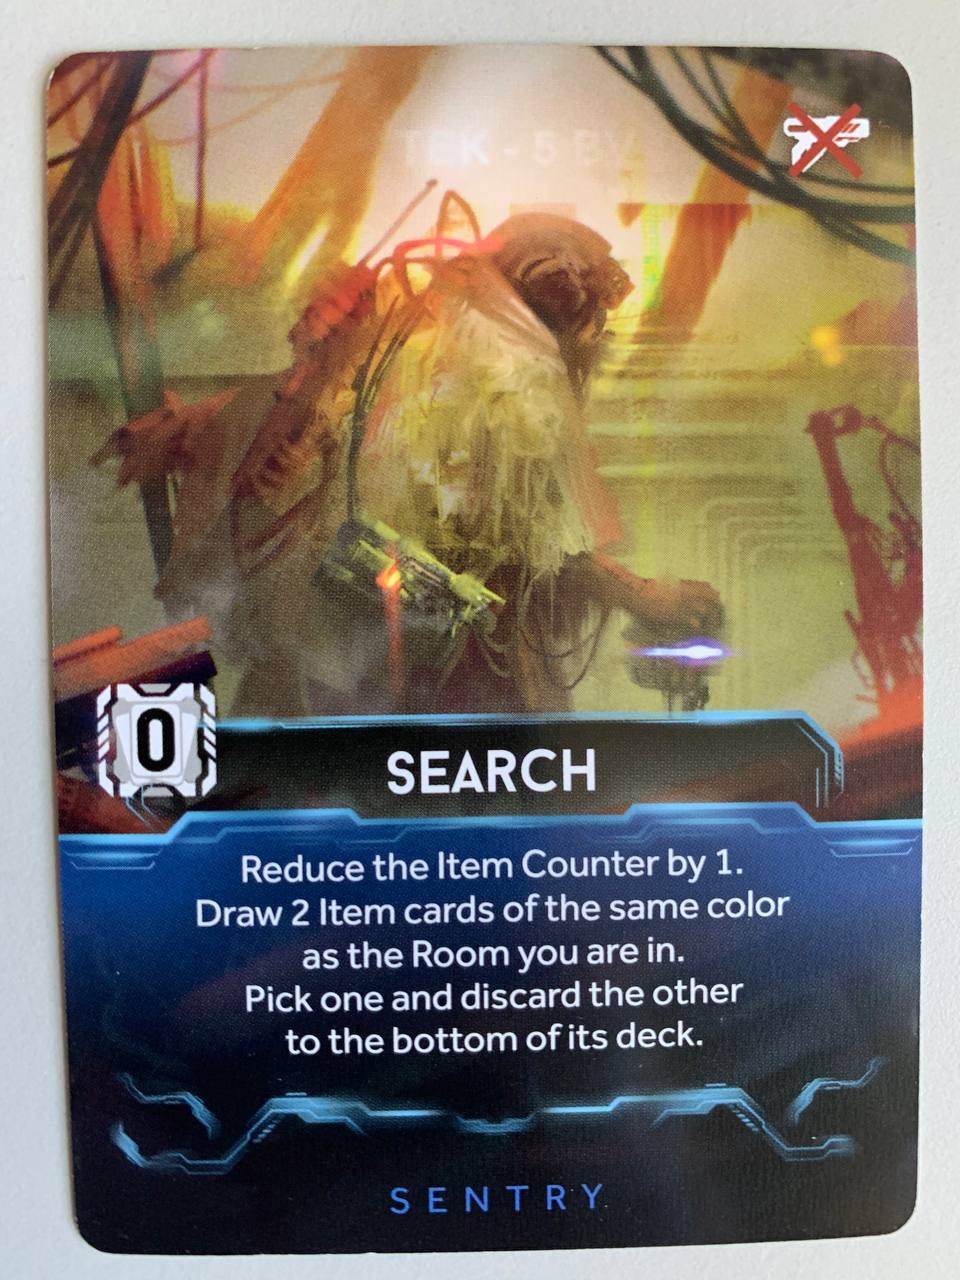 0
SEARCH
Reduce the Item Counter by 1.
Draw 2 Item cards of the same color
as the Room you are in.
Pick one and discard the other
to the bottom of its deck.
SENTRY